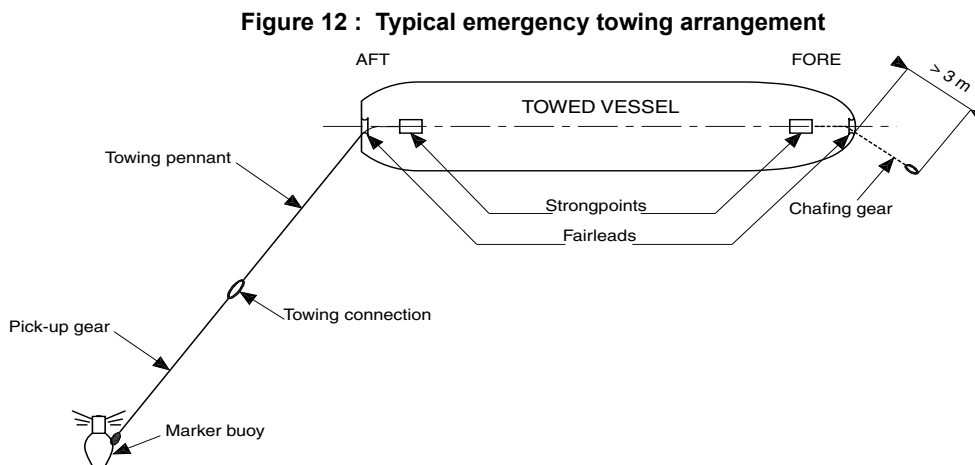 Figure 12 : Typical emergency towing arrangement
AFT
FORE
> 3 m
TOWED VESSEL
Towing pennant
Strongpoints
Chafing gear
Fairleads
Towing connection
Pick-up gear
Marker buoy